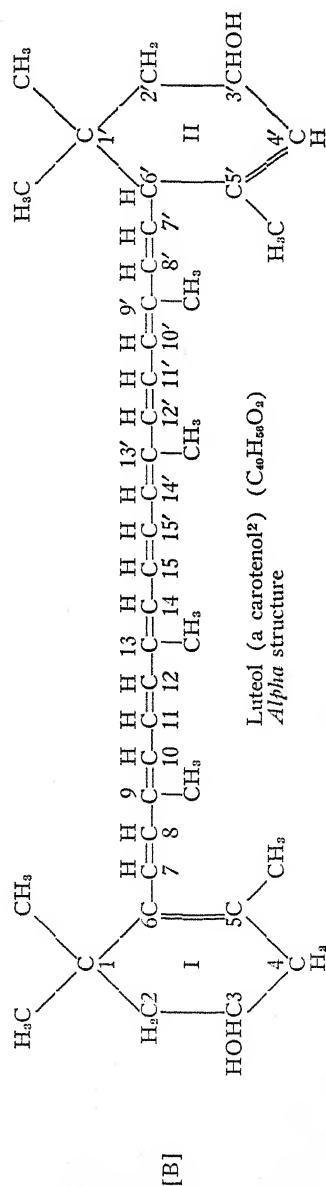 [B]
H₃C CH₃ H₃C CH₃
C 1 H H 9 H H H 13 H H H H 13' H H H 9' H H H C 1'
H₂C2 C6 C C C C C C C C C C C C C C C C C C C6' 2'CH₂
7 8 CH₃ 10 11 12 CH₃ 14 15 15' 14' CH₃ 12' 11' 10' CH₃ 8' 7'
I II
HOHC3 5C C5' 3'CHOH
4 CH₃ H₃C 4'
C C
H₂ H
Luteol (a carotenol²) (C₄₀H₅₆O₂)
Alpha structure